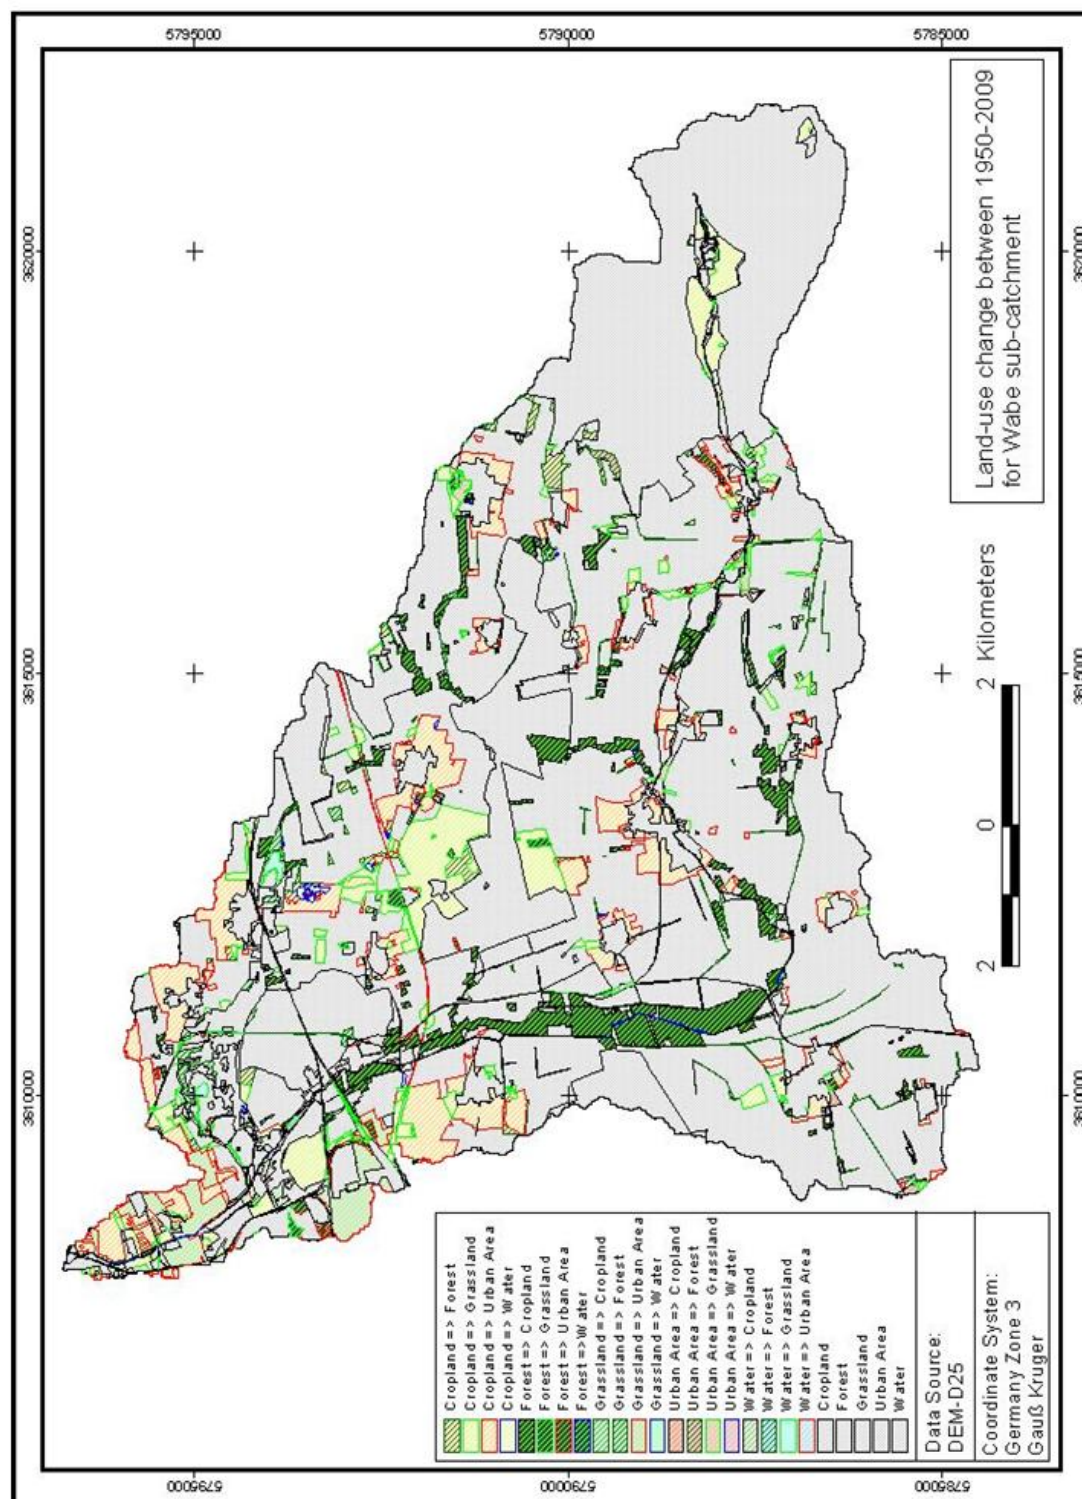 5795000
5790000
5785000
3620000
3620000
3615000
3615000
3610000
3610000
5795000
5790000
5785000
Land-use change between 1950-2009
for Wabe sub-catchment
2
0
2
Kilometers
Cropland => Forest
Cropland => Grassland
Cropland => Urban Area
Cropland => Water
Forest => Cropland
Forest => Grassland
Forest => Urban Area
Forest => Water
Grassland => Cropland
Grassland => Forest
Grassland => Urban Area
Grassland => Water
Urban Area => Cropland
Urban Area => Forest
Urban Area => Grassland
Urban Area => Water
Water => Cropland
Water => Forest
Water => Grassland
Water => Urban Area
Cropland
Forest
Grassland
Urban Area
Water
Data Source:
DEM-D25
Coordinate System:
Germany Zone 3
Gauß Kruger